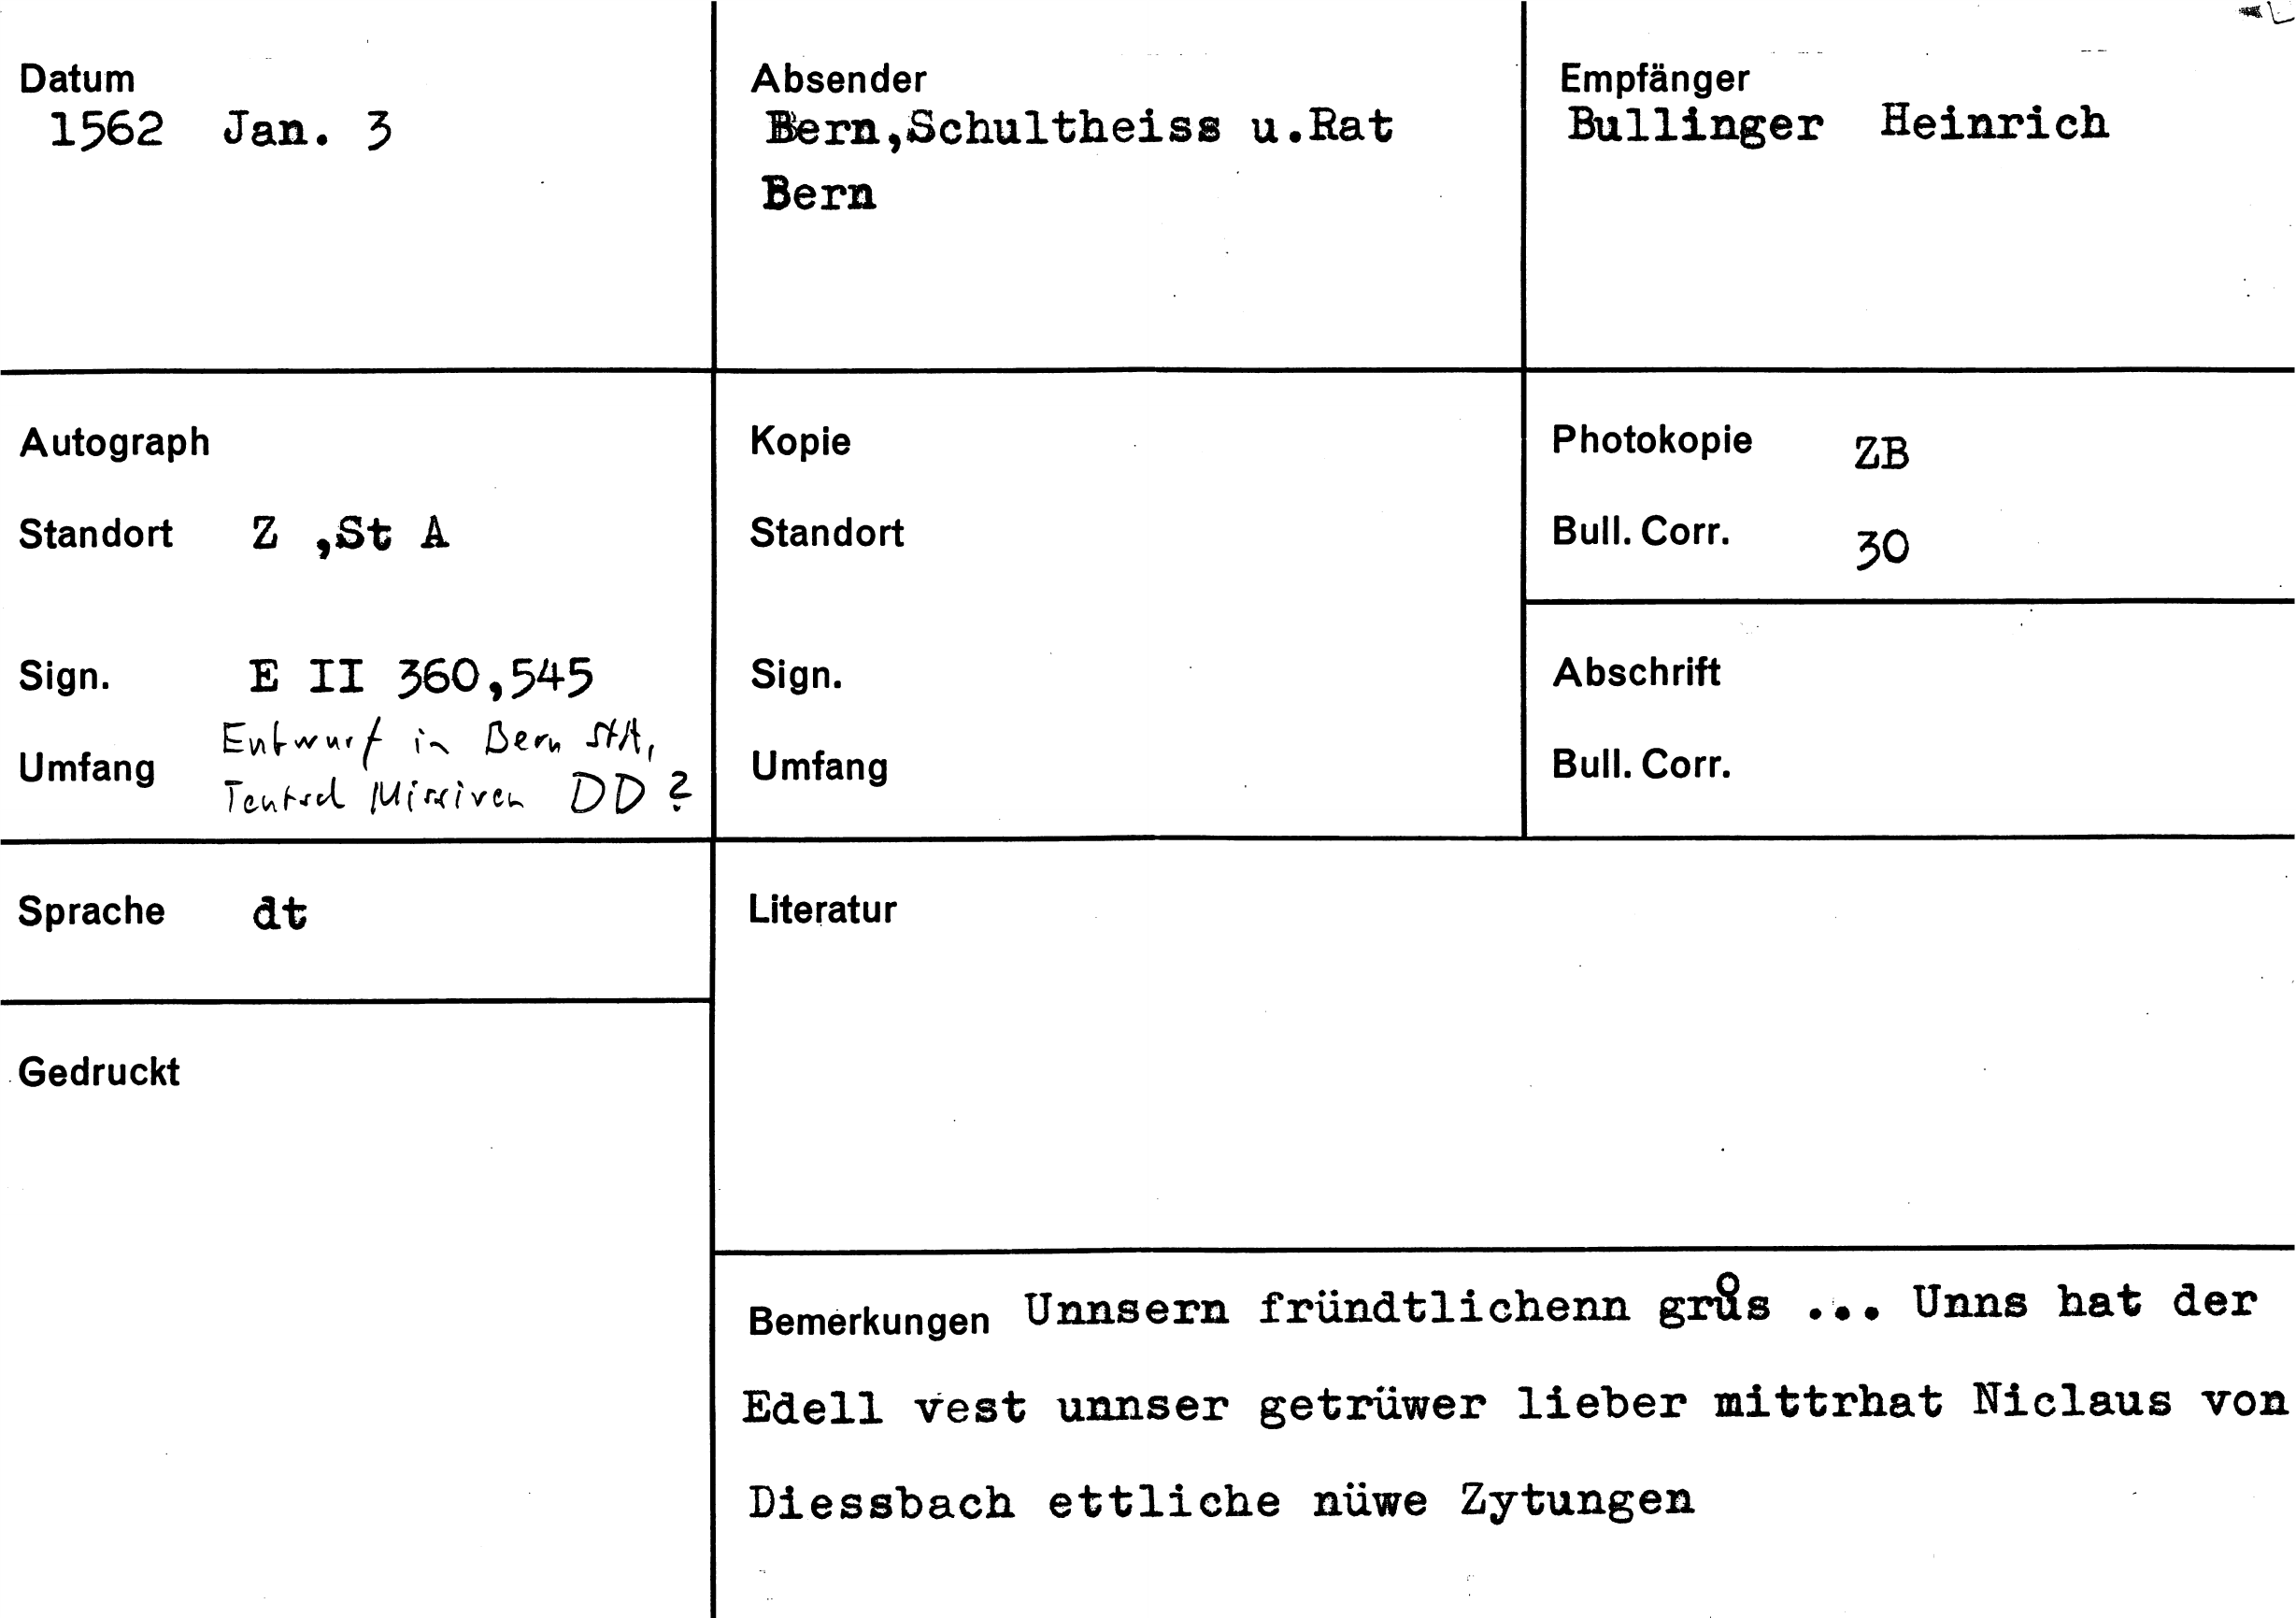 Datum
1562 Jan. 3
Absender
Bern,Schultheiss u.Rat
Bern
Empfänger
Bullinger Heinrich
Autograph
Standort Z ,St A
Sign. E II 360,545
Entwurf in Bern StA,
Umfang
Teutsch Missiven DD ?
Kopie
Standort
Sign.
Umfang
Photokopie ZB
Bull. Corr. 30
Abschrift
Bull. Corr.
Sprache dt
Literatur
Gedruckt
Bemerkungen Unnsern fründtlichenn grůs ... Unns hat der
Edell vest unnser getrüwer lieber mittrhat Niclaus von
Diessbach ettliche nüwe Zytungen